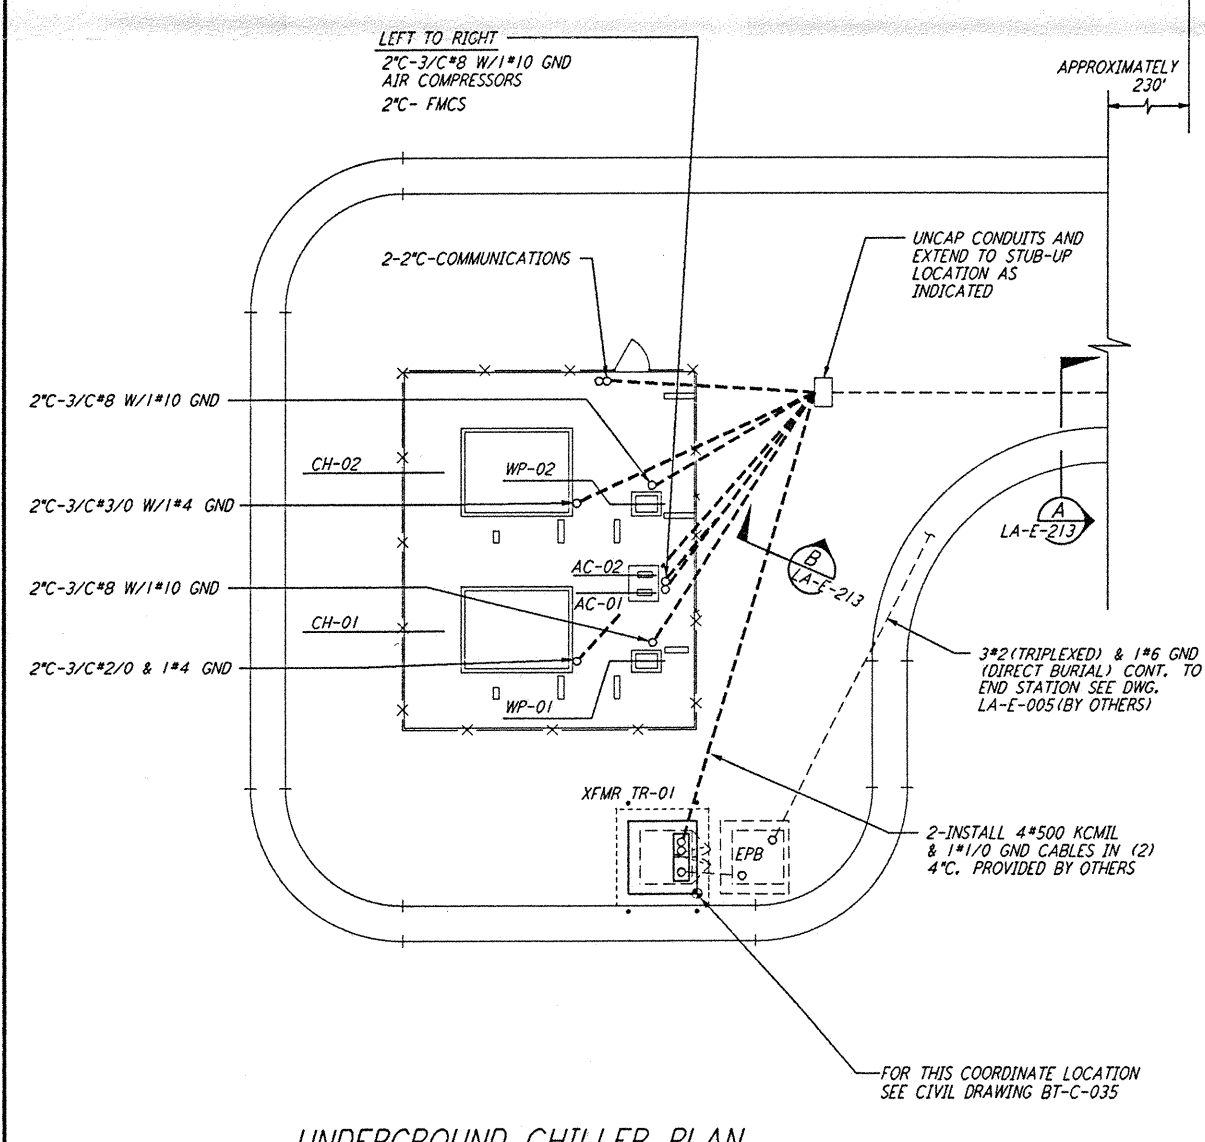 LEFT TO RIGHT
2"C-3/C#8 W/1#10 GND
AIR COMPRESSORS
2"C- FMCS
APPROXIMATELY
230'
UNCAP CONDUITS AND
EXTEND TO STUB-UP
LOCATION AS
INDICATED
2-2"C-COMMUNICATIONS
2"C-3/C#8 W/1#10 GND
CH-02
WP-02
2"C-3/C#3/0 W/1#4 GND
A
LA-E-213
B
LA-E-213
AC-02
2"C-3/C#8 W/1#10 GND
AC-01
CH-01
2"C-3/C#2/0 & 1#4 GND
WP-01
3#2(TRIPLEXED) & 1#6 GND
(DIRECT BURIAL) CONT. TO
END STATION SEE DWG.
LA-E-005(BY OTHERS)
XFMR TR-01
EPB
2-INSTALL 4#500 KCMIL
& 1#1/0 GND CABLES IN (2)
4"C. PROVIDED BY OTHERS
FOR THIS COORDINATE LOCATION
SEE CIVIL DRAWING BT-C-035
UNDERGROUND CHILLER PLAN